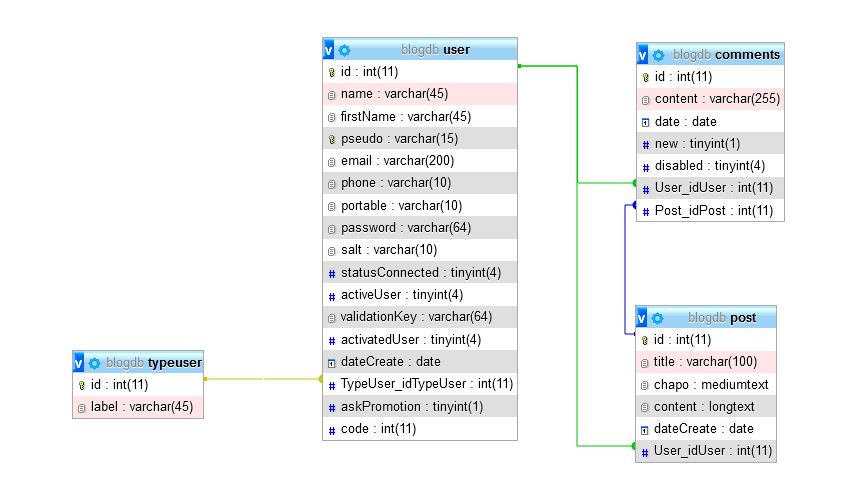 blogdb user
id : int(11)
name : varchar(45)
firstName : varchar(45)
pseudo : varchar(15)
email : varchar(200)
phone : varchar(10)
portable : varchar(10)
password : varchar(64)
salt : varchar(10)
statusConnected : tinyint(4)
activeUser : tinyint(4)
validationKey : varchar(64)
activatedUser : tinyint(4)
dateCreate : date
TypeUser_idTypeUser : int(11)
askPromotion : tinyint(1)
code : int(11)
blogdb comments
id : int(11)
content : varchar(255)
date : date
new : tinyint(1)
disabled : tinyint(4)
User_idUser : int(11)
Post_idPost : int(11)
blogdb post
id : int(11)
title : varchar(100)
chapo : mediumtext
content : longtext
dateCreate : date
User_idUser : int(11)
blogdb typeuser
id : int(11)
label : varchar(45)